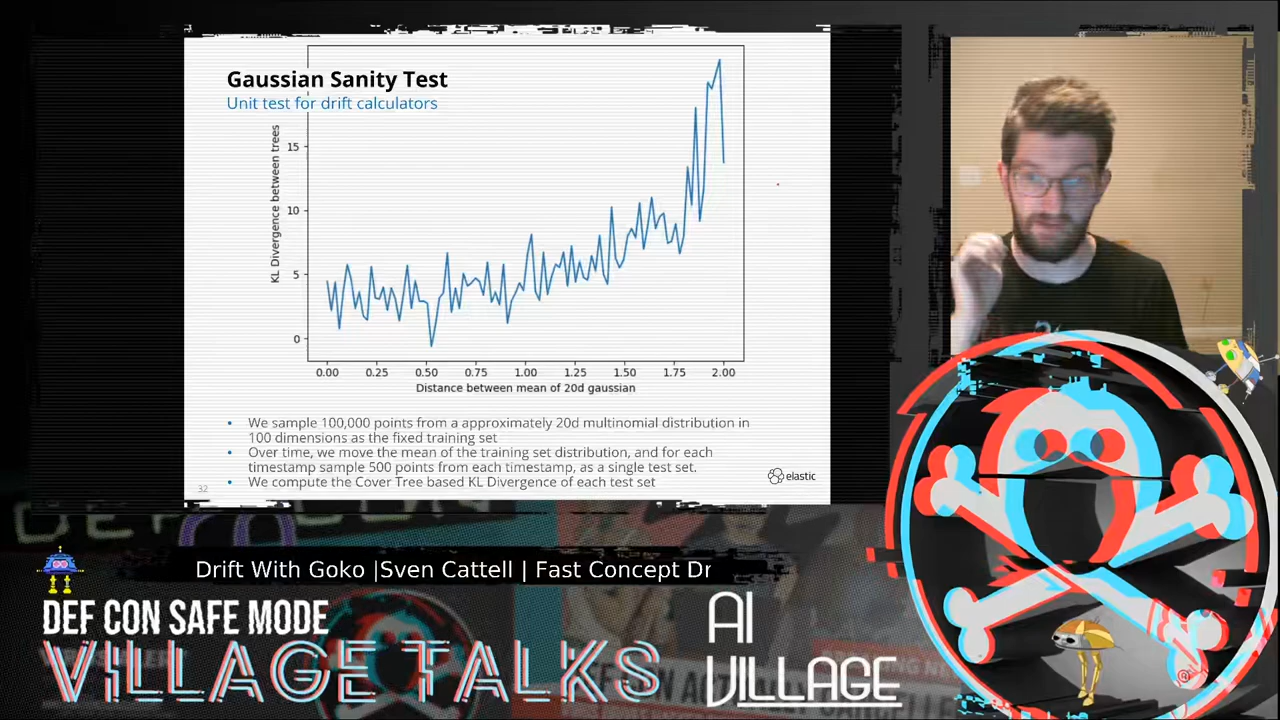 Gaussian Sanity Test
Unit test for drift calculators
KL Divergence between trees
15
10
5
0
0.00 0.25 0.50 0.75 1.00 1.25 1.50 1.75 2.00
Distance between mean of 20d gaussian
• We sample 100,000 points from a approximately 20d multinomial distribution in
100 dimensions as the fixed training set
• Over time, we move the mean of the training set distribution, and for each
timestamp sample 500 points from each timestamp, as a single test set.
• We compute the Cover Tree based KL Divergence of each test set
32
elastic
DEF CON
Drift With Goko |Sven Cattell | Fast Concept Dr
DEF CON SAFE MODE
VILLAGE TALKS
AI
VILLAGE
®